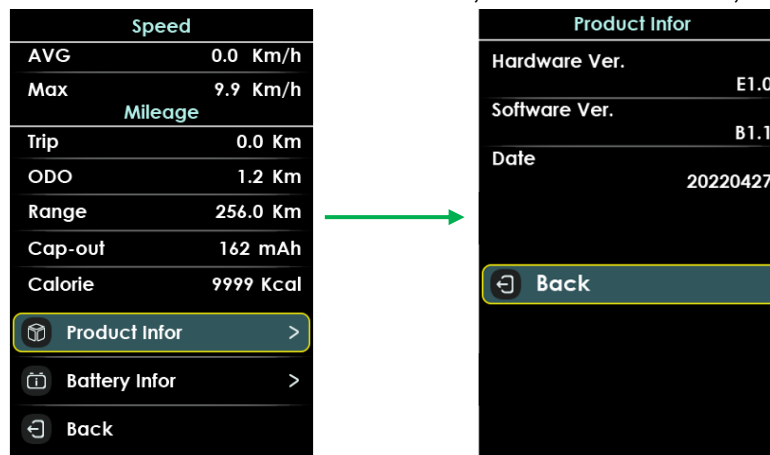 Speed
AVG 0.0 Km/h
Max 9.9 Km/h
Mileage
Trip 0.0 Km
ODO 1.2 Km
Range 256.0 Km
Cap-out 162 mAh
Calorie 9999 Kcal
Product Infor >
Battery Infor >
Back
Product Infor
Hardware Ver.
E1.0
Software Ver.
B1.1
Date
20220427
Back